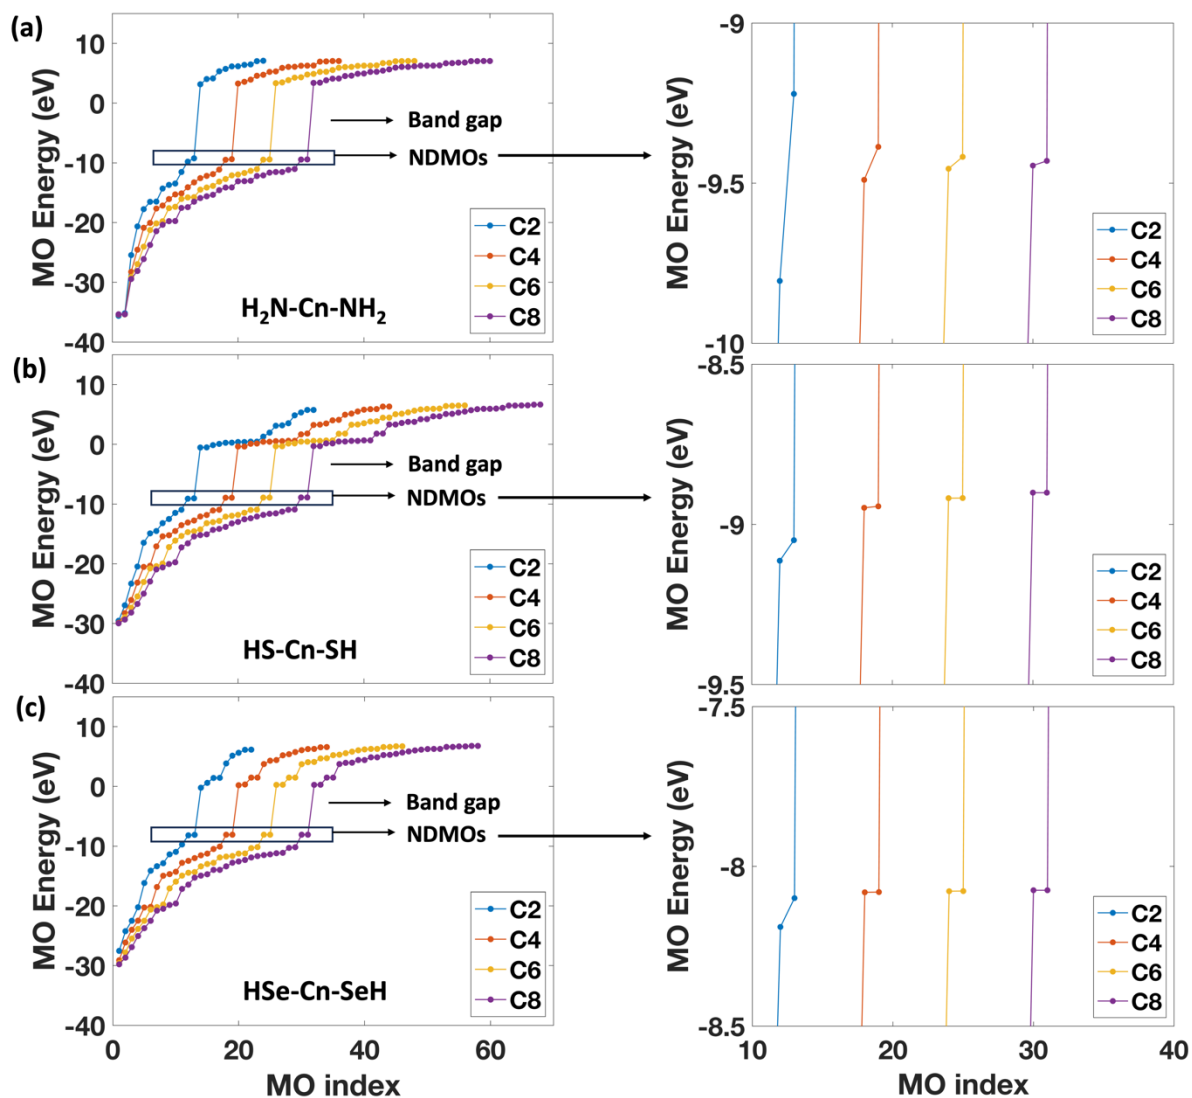 (a)
MO Energy (eV)
10
0
-10
-20
-30
-40
Band gap
NDMOs
C2
C4
C6
C8
H₂N-Cn-NH₂
MO Energy (eV)
-9
-9.5
-10
C2
C4
C6
C8
(b)
MO Energy (eV)
10
0
-10
-20
-30
-40
Band gap
NDMOs
C2
C4
C6
C8
HS-Cn-SH
MO Energy (eV)
-8.5
-9
-9.5
C2
C4
C6
C8
(c)
MO Energy (eV)
10
0
-10
-20
-30
-40
Band gap
NDMOs
C2
C4
C6
C8
HSe-Cn-SeH
0 20 40 60
MO index
MO Energy (eV)
-7.5
-8
-8.5
C2
C4
C6
C8
10 20 30 40
MO index